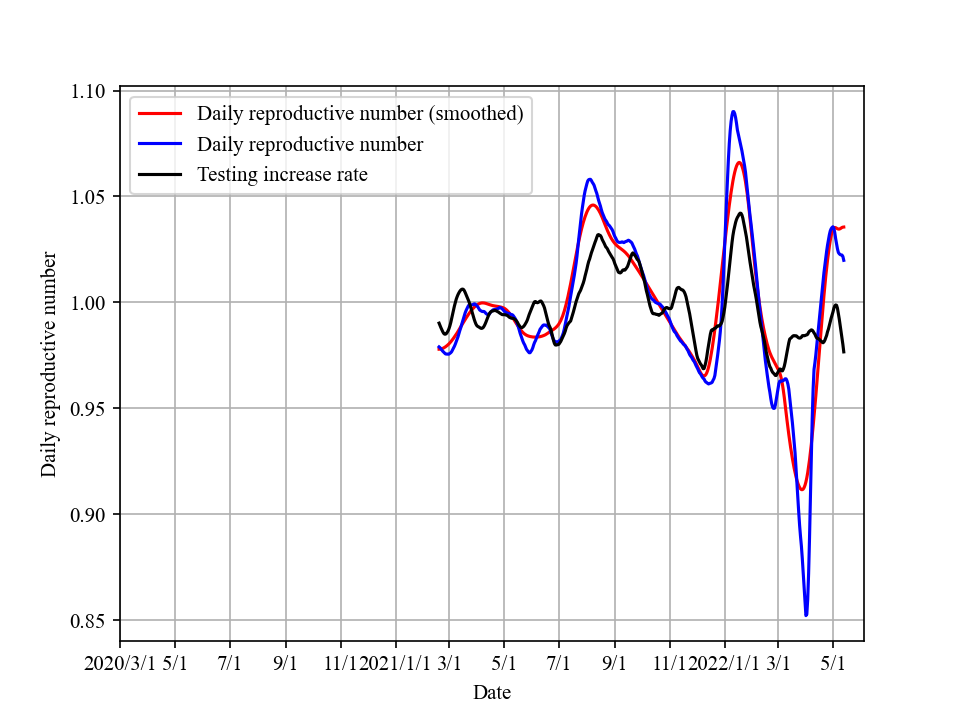 Daily reproductive number (smoothed)
Daily reproductive number
Testing increase rate
1.10
1.05
1.00
0.95
0.90
0.85
Daily reproductive number
2020/3/1 5/1 7/1 9/1 11/1 2021/1/1 3/1 5/1 7/1 9/1 11/1 2022/1/1 3/1 5/1
Date